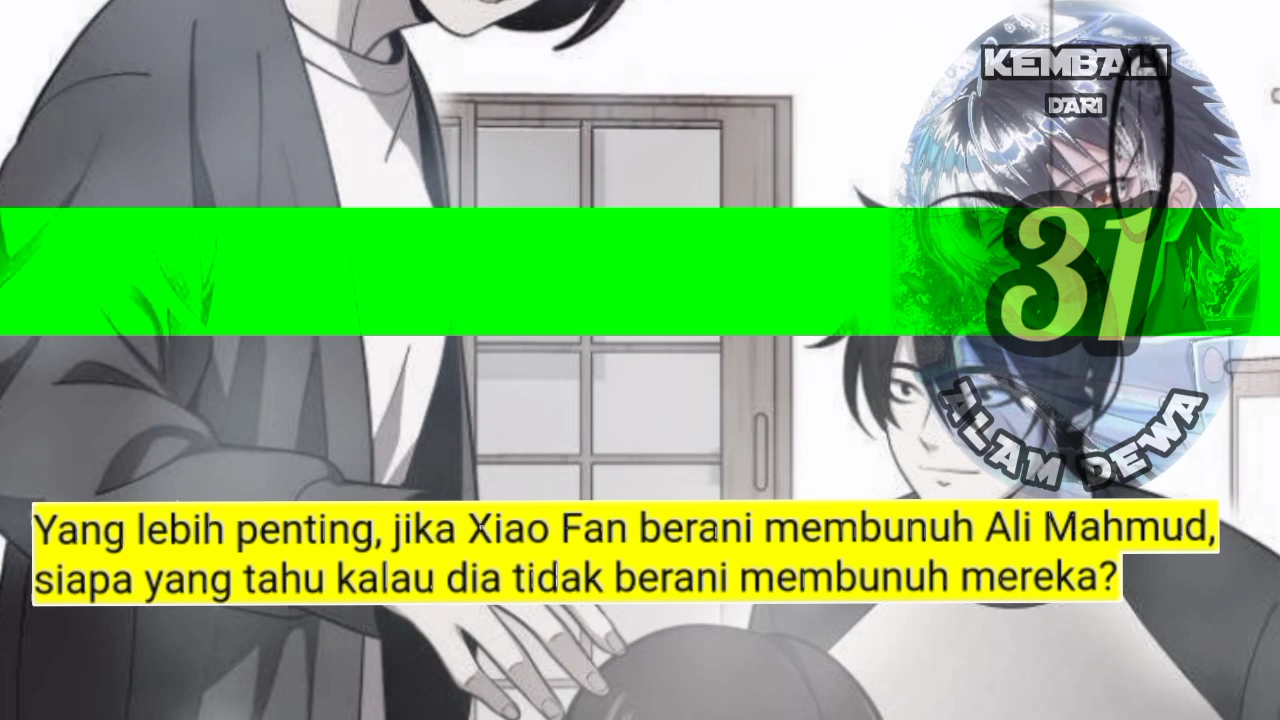 KEMBALI
DARI
31
ALAM DEWA
Yang lebih penting, jika Xiao Fan berani membunuh Ali Mahmud,
siapa yang tahu kalau dia tidak berani membunuh mereka?